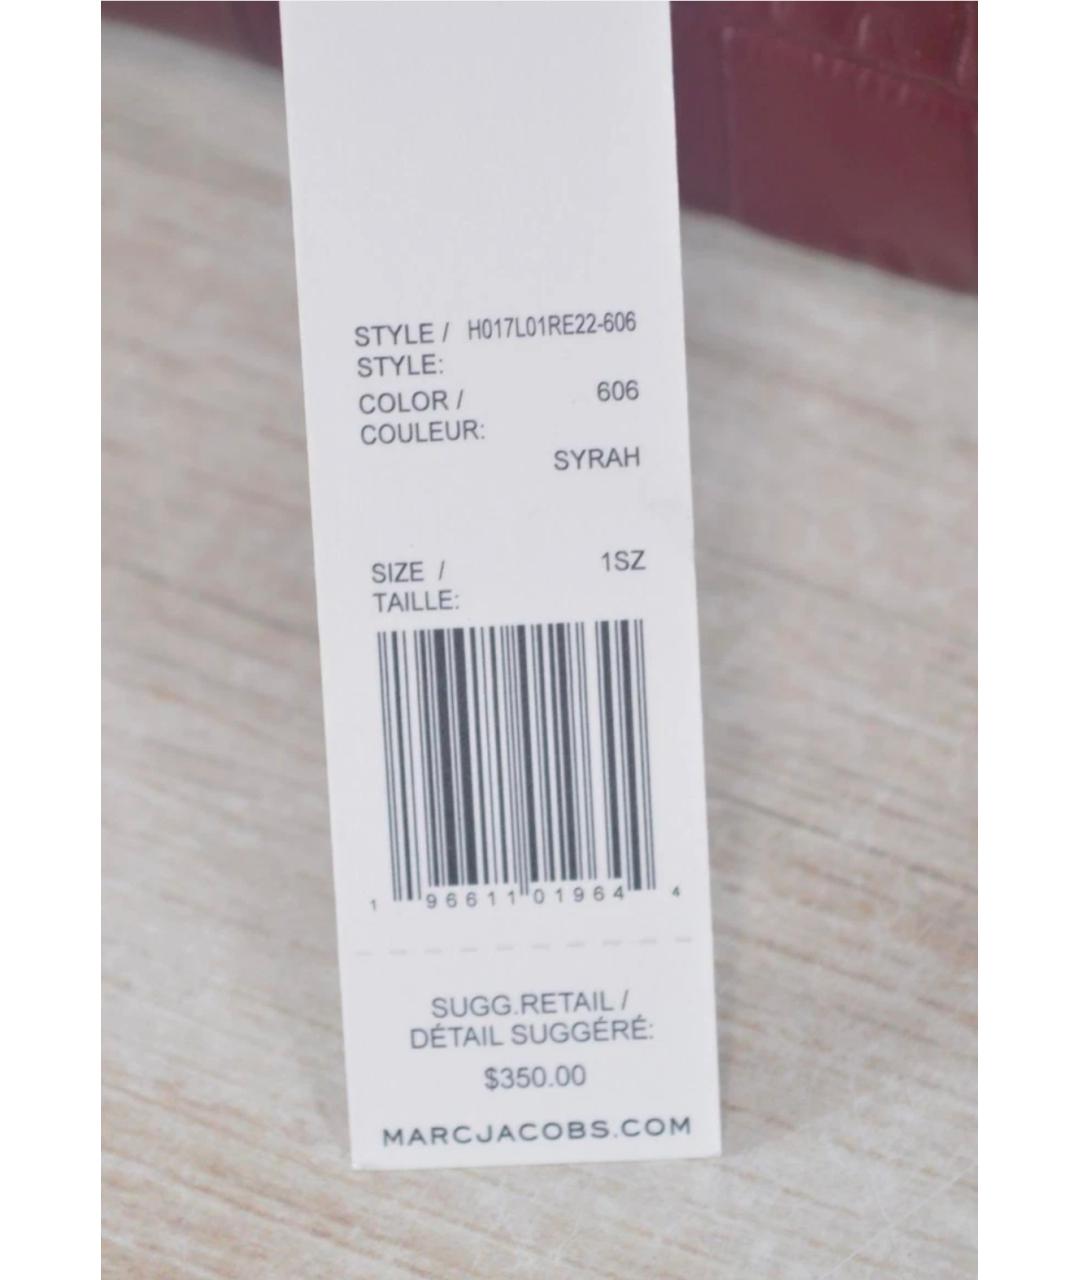 STYLE / H017L01RE22-606
STYLE:
COLOR / 606
COULEUR:
SYRAH
SIZE / 1SZ
TAILLE:
1 96611 01964 4
SUGG.RETAIL /
DÉTAIL SUGGÉRÉ:
$350.00
MARCJACOBS.COM